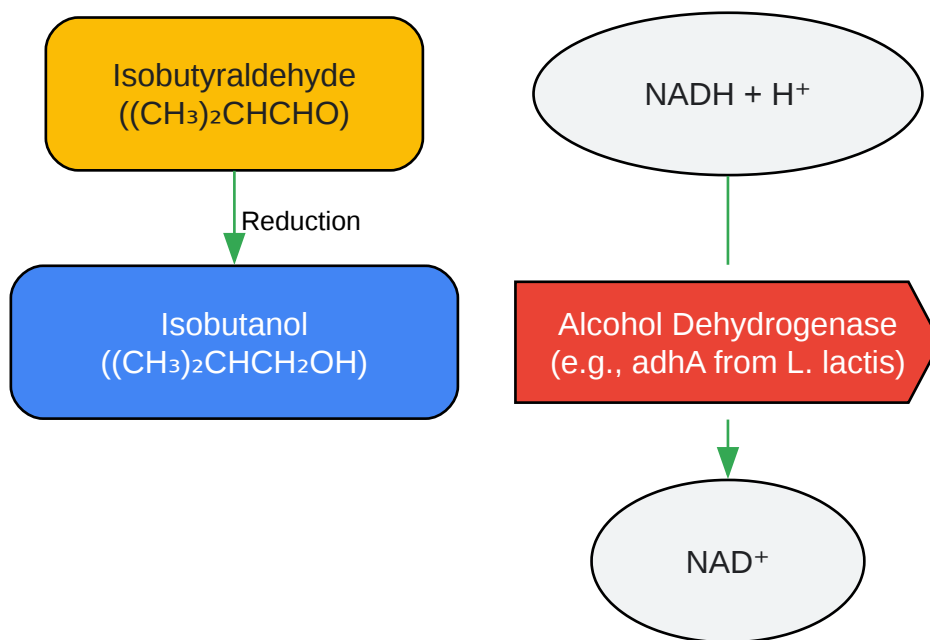 Isobutyraldehyde
((CH₃)₂CHCHO)
Reduction
Isobutanol
((CH₃)₂CHCH₂OH)
NADH + H⁺
Alcohol Dehydrogenase
(e.g., adhA from L. lactis)
NAD⁺